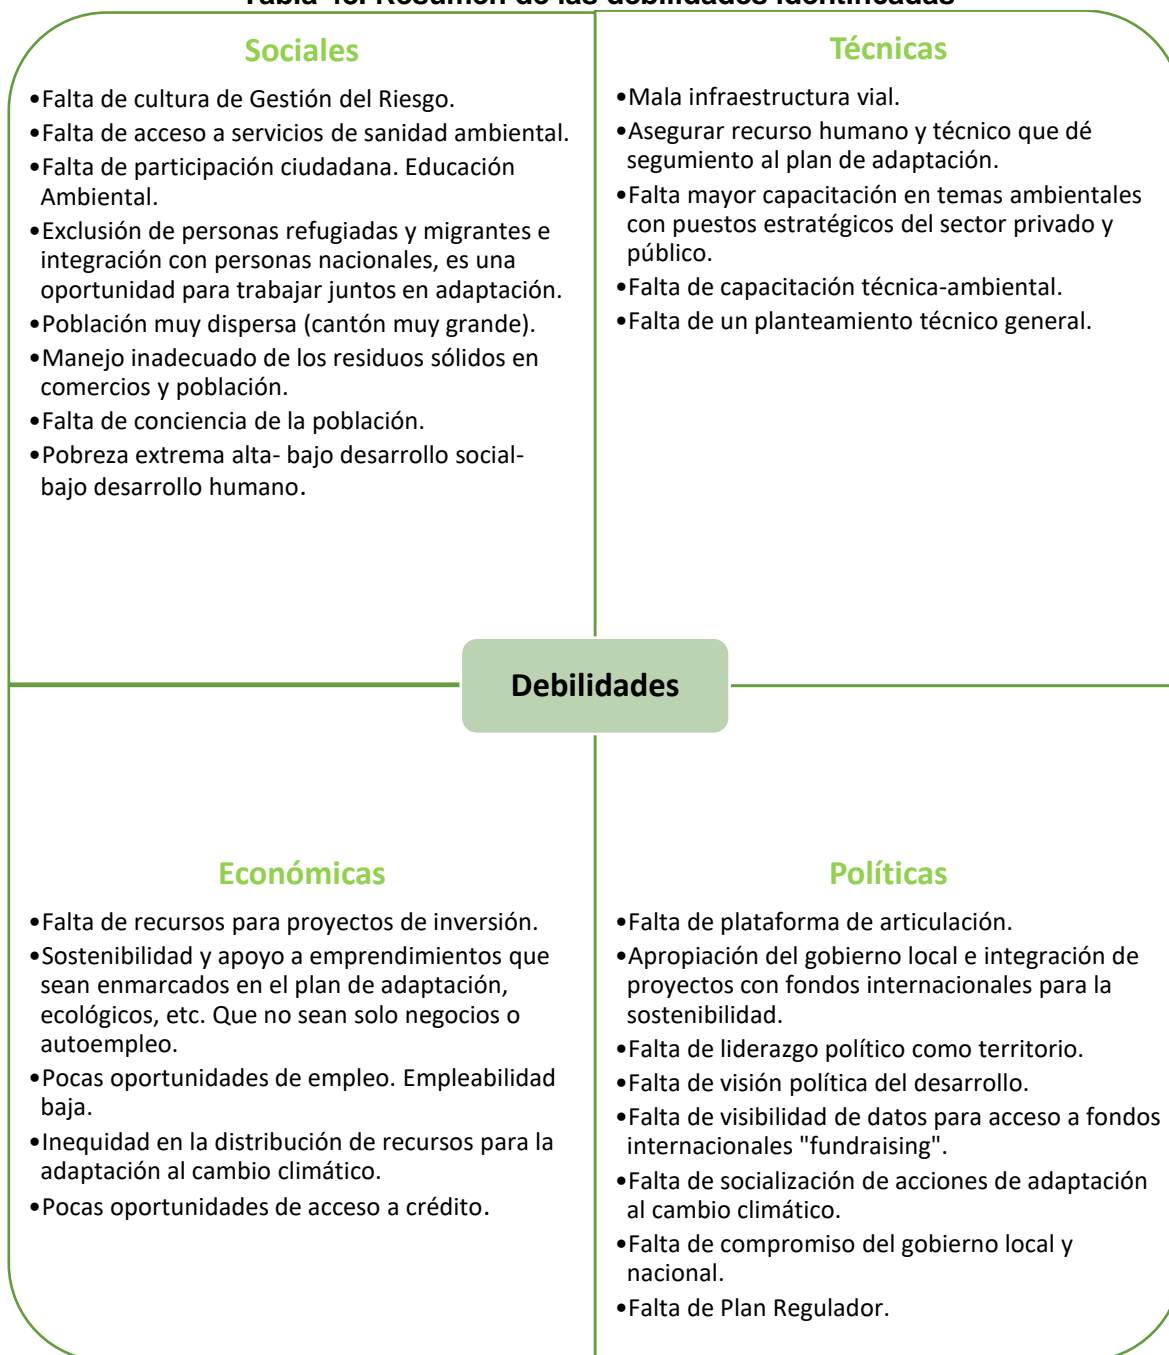 Sociales
•Falta de cultura de Gestión del Riesgo.
•Falta de acceso a servicios de sanidad ambiental.
•Falta de participación ciudadana. Educación
Ambiental.
•Exclusión de personas refugiadas y migrantes e
integración con personas nacionales, es una
oportunidad para trabajar juntos en adaptación.
•Población muy dispersa (cantón muy grande).
•Manejo inadecuado de los residuos sólidos en
comercios y población.
•Falta de conciencia de la población.
•Pobreza extrema alta- bajo desarrollo social-
bajo desarrollo humano.
Técnicas
•Mala infraestructura vial.
•Asegurar recurso humano y técnico que dé
segumiento al plan de adaptación.
•Falta mayor capacitación en temas ambientales
con puestos estratégicos del sector privado y
público.
•Falta de capacitación técnica-ambiental.
•Falta de un planteamiento técnico general.
Debilidades
Económicas
•Falta de recursos para proyectos de inversión.
•Sostenibilidad y apoyo a emprendimientos que
sean enmarcados en el plan de adaptación,
ecológicos, etc. Que no sean solo negocios o
autoempleo.
•Pocas oportunidades de empleo. Empleabilidad
baja.
•Inequidad en la distribución de recursos para la
adaptación al cambio climático.
•Pocas oportunidades de acceso a crédito.
Políticas
•Falta de plataforma de articulación.
•Apropiación del gobierno local e integración de
proyectos con fondos internacionales para la
sostenibilidad.
•Falta de liderazgo político como territorio.
•Falta de visión política del desarrollo.
•Falta de visibilidad de datos para acceso a fondos
internacionales "fundraising".
•Falta de socialización de acciones de adaptación
al cambio climático.
•Falta de compromiso del gobierno local y
nacional.
•Falta de Plan Regulador.